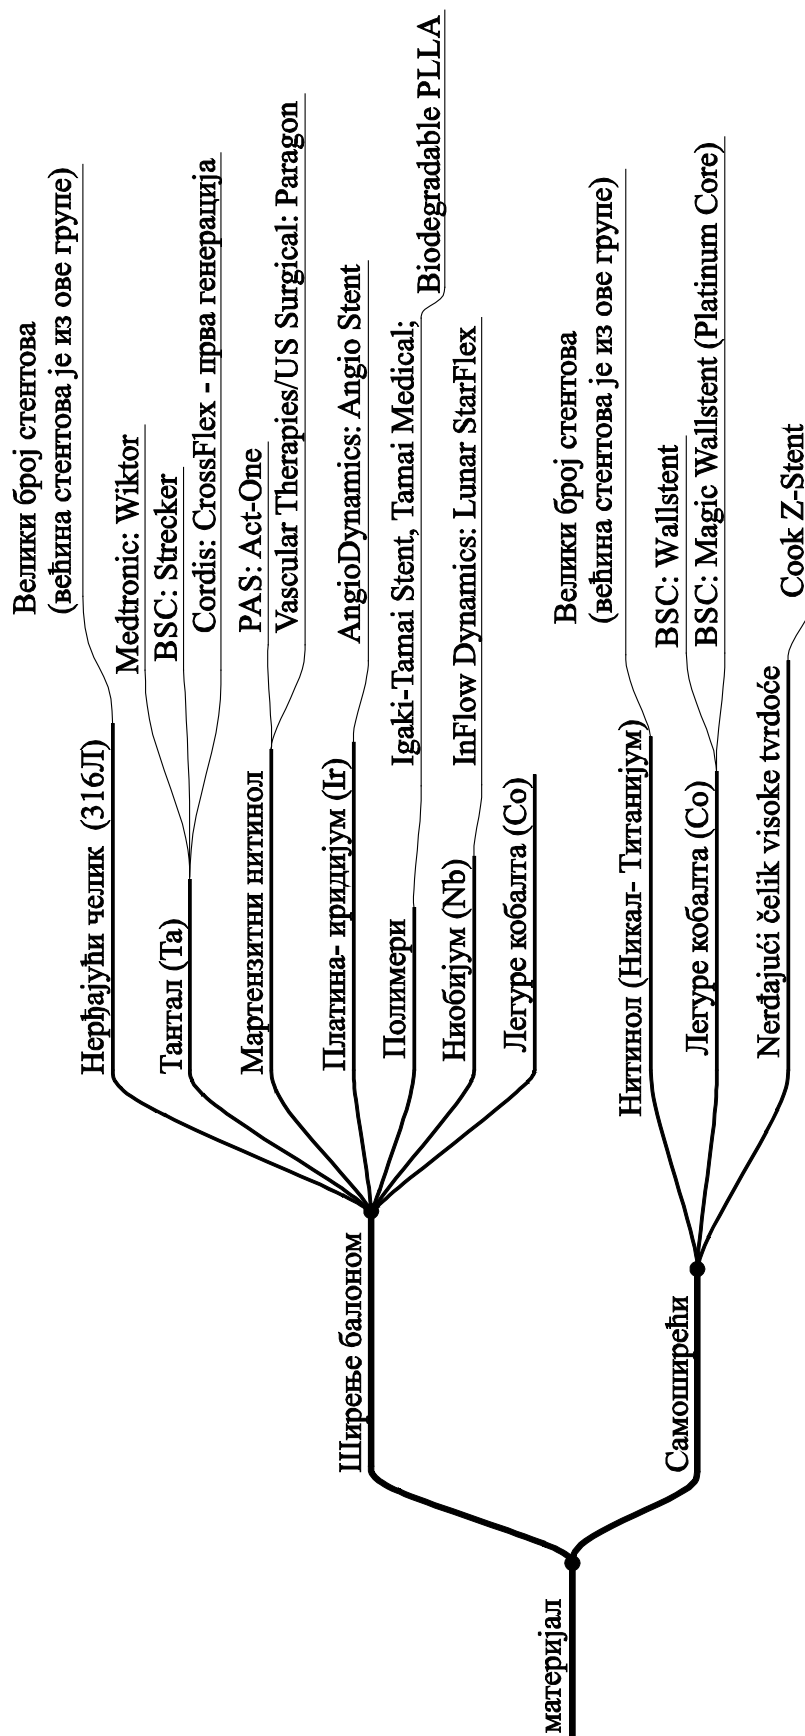 материјал
Ширење балоном
Нерђајући челик (316Л)
Велики број стентова
(већина стентова је из ове групе)
Тантал (Ta)
Medtronic: Wiktor
BSC: Strecker
Cordis: CrossFlex - прва генерација
Мартензитни нитинол
PAS: Act-One
Vascular Therapies/US Surgical: Paragon
Платина- иридијум (Ir)
AngioDynamics: Angio Stent
Полимери
Igaki-Tamai Stent, Tamai Medical;
Biodegradable PLLA
Ниобијум (Nb)
InFlow Dynamics: Lunar StarFlex
Легуре кобалта (Co)
Самоширећи
Нитинол (Никал- Титанијум)
Велики број стентова
(већина стентова је из ове групе)
Легуре кобалта (Co)
BSC: Wallstent
BSC: Magic Wallstent (Platinum Core)
Nerđajući čelik visoke tvrdoće
Cook Z-Stent